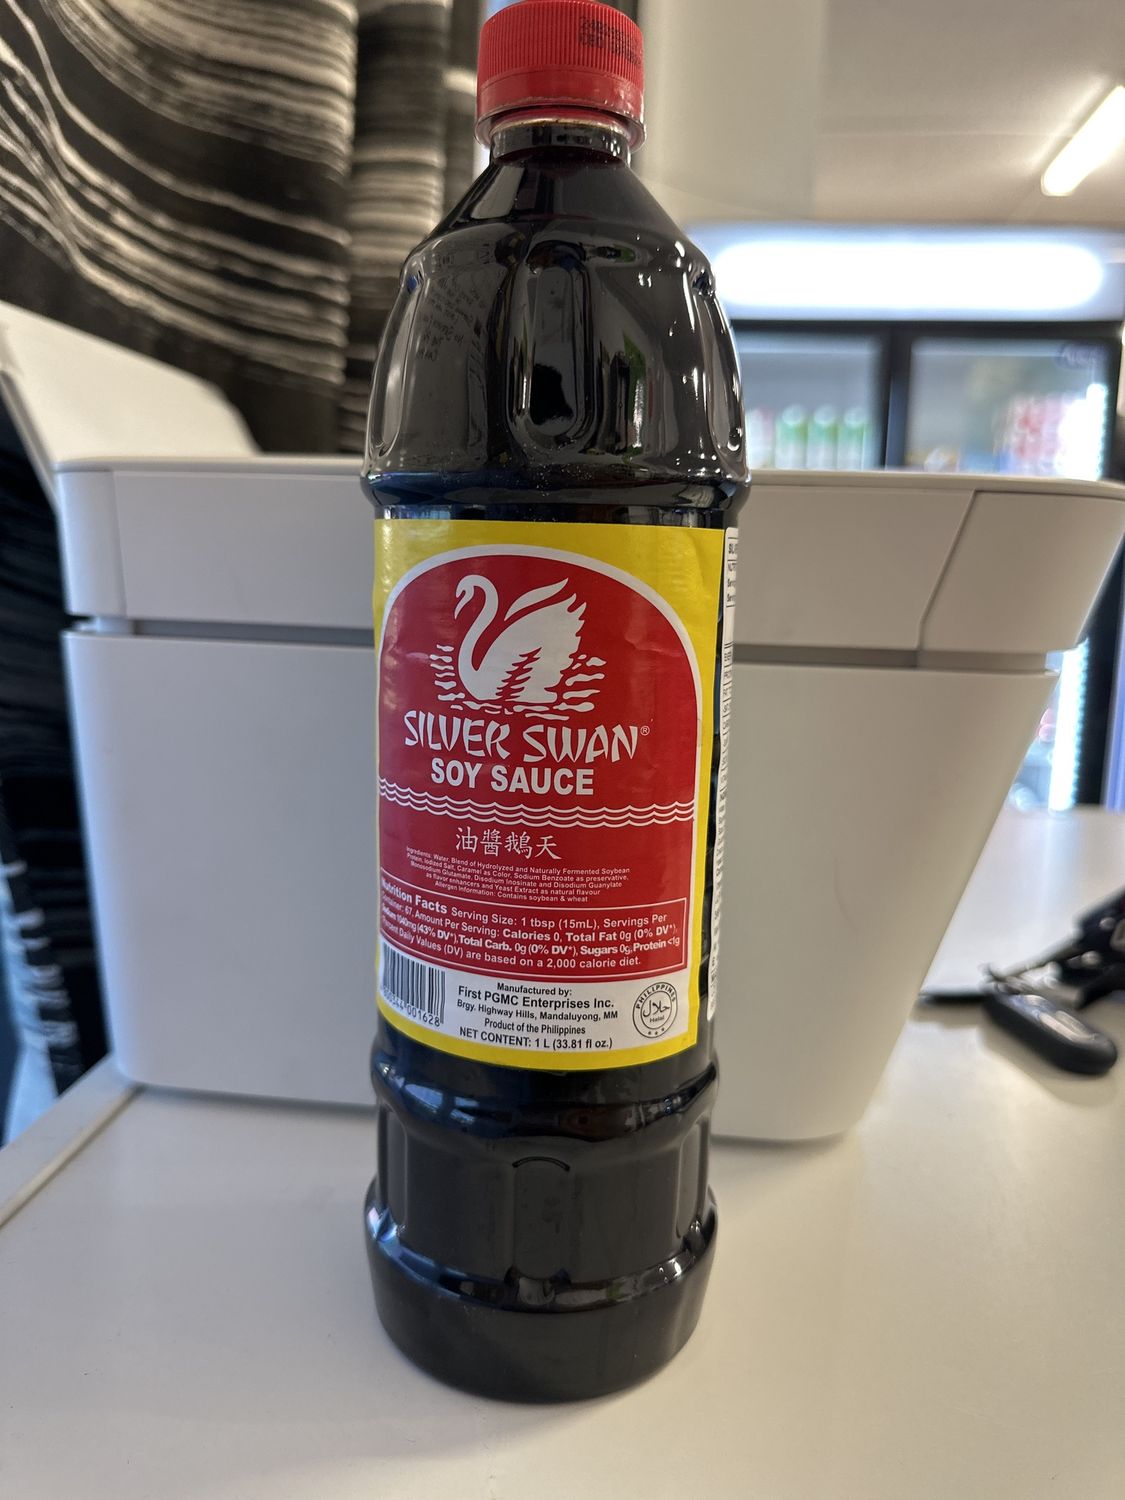 SILVER SWAN®
SOY SAUCE
油醬鵝天
Ingredients: Water, Blend of Hydrolyzed and Naturally Fermented Soybean
Protein, Iodized Salt, Caramel as Color, Sodium Benzoate as preservative,
Monosodium Glutamate, Disodium Inosinate and Disodium Guanylate
as flavor enhancers and Yeast Extract as natural flavour
Allergen Information: Contains soybean & wheat
Nutrition Facts Serving Size: 1 tbsp (15mL), Servings Per
Container: 67, Amount Per Serving: Calories 0, Total Fat 0g (0% DV*),
Sodium 1040mg (43% DV*), Total Carb. 0g (0% DV*), Sugars 0g, Protein <1g
Percent Daily Values (DV) are based on a 2,000 calorie diet.
001628
Manufactured by:
First PGMC Enterprises Inc.
Brgy. Highway Hills, Mandaluyong, MM
Product of the Philippines
NET CONTENT: 1 L (33.81 fl oz.)
PHILIPPINES
حلال
Halal